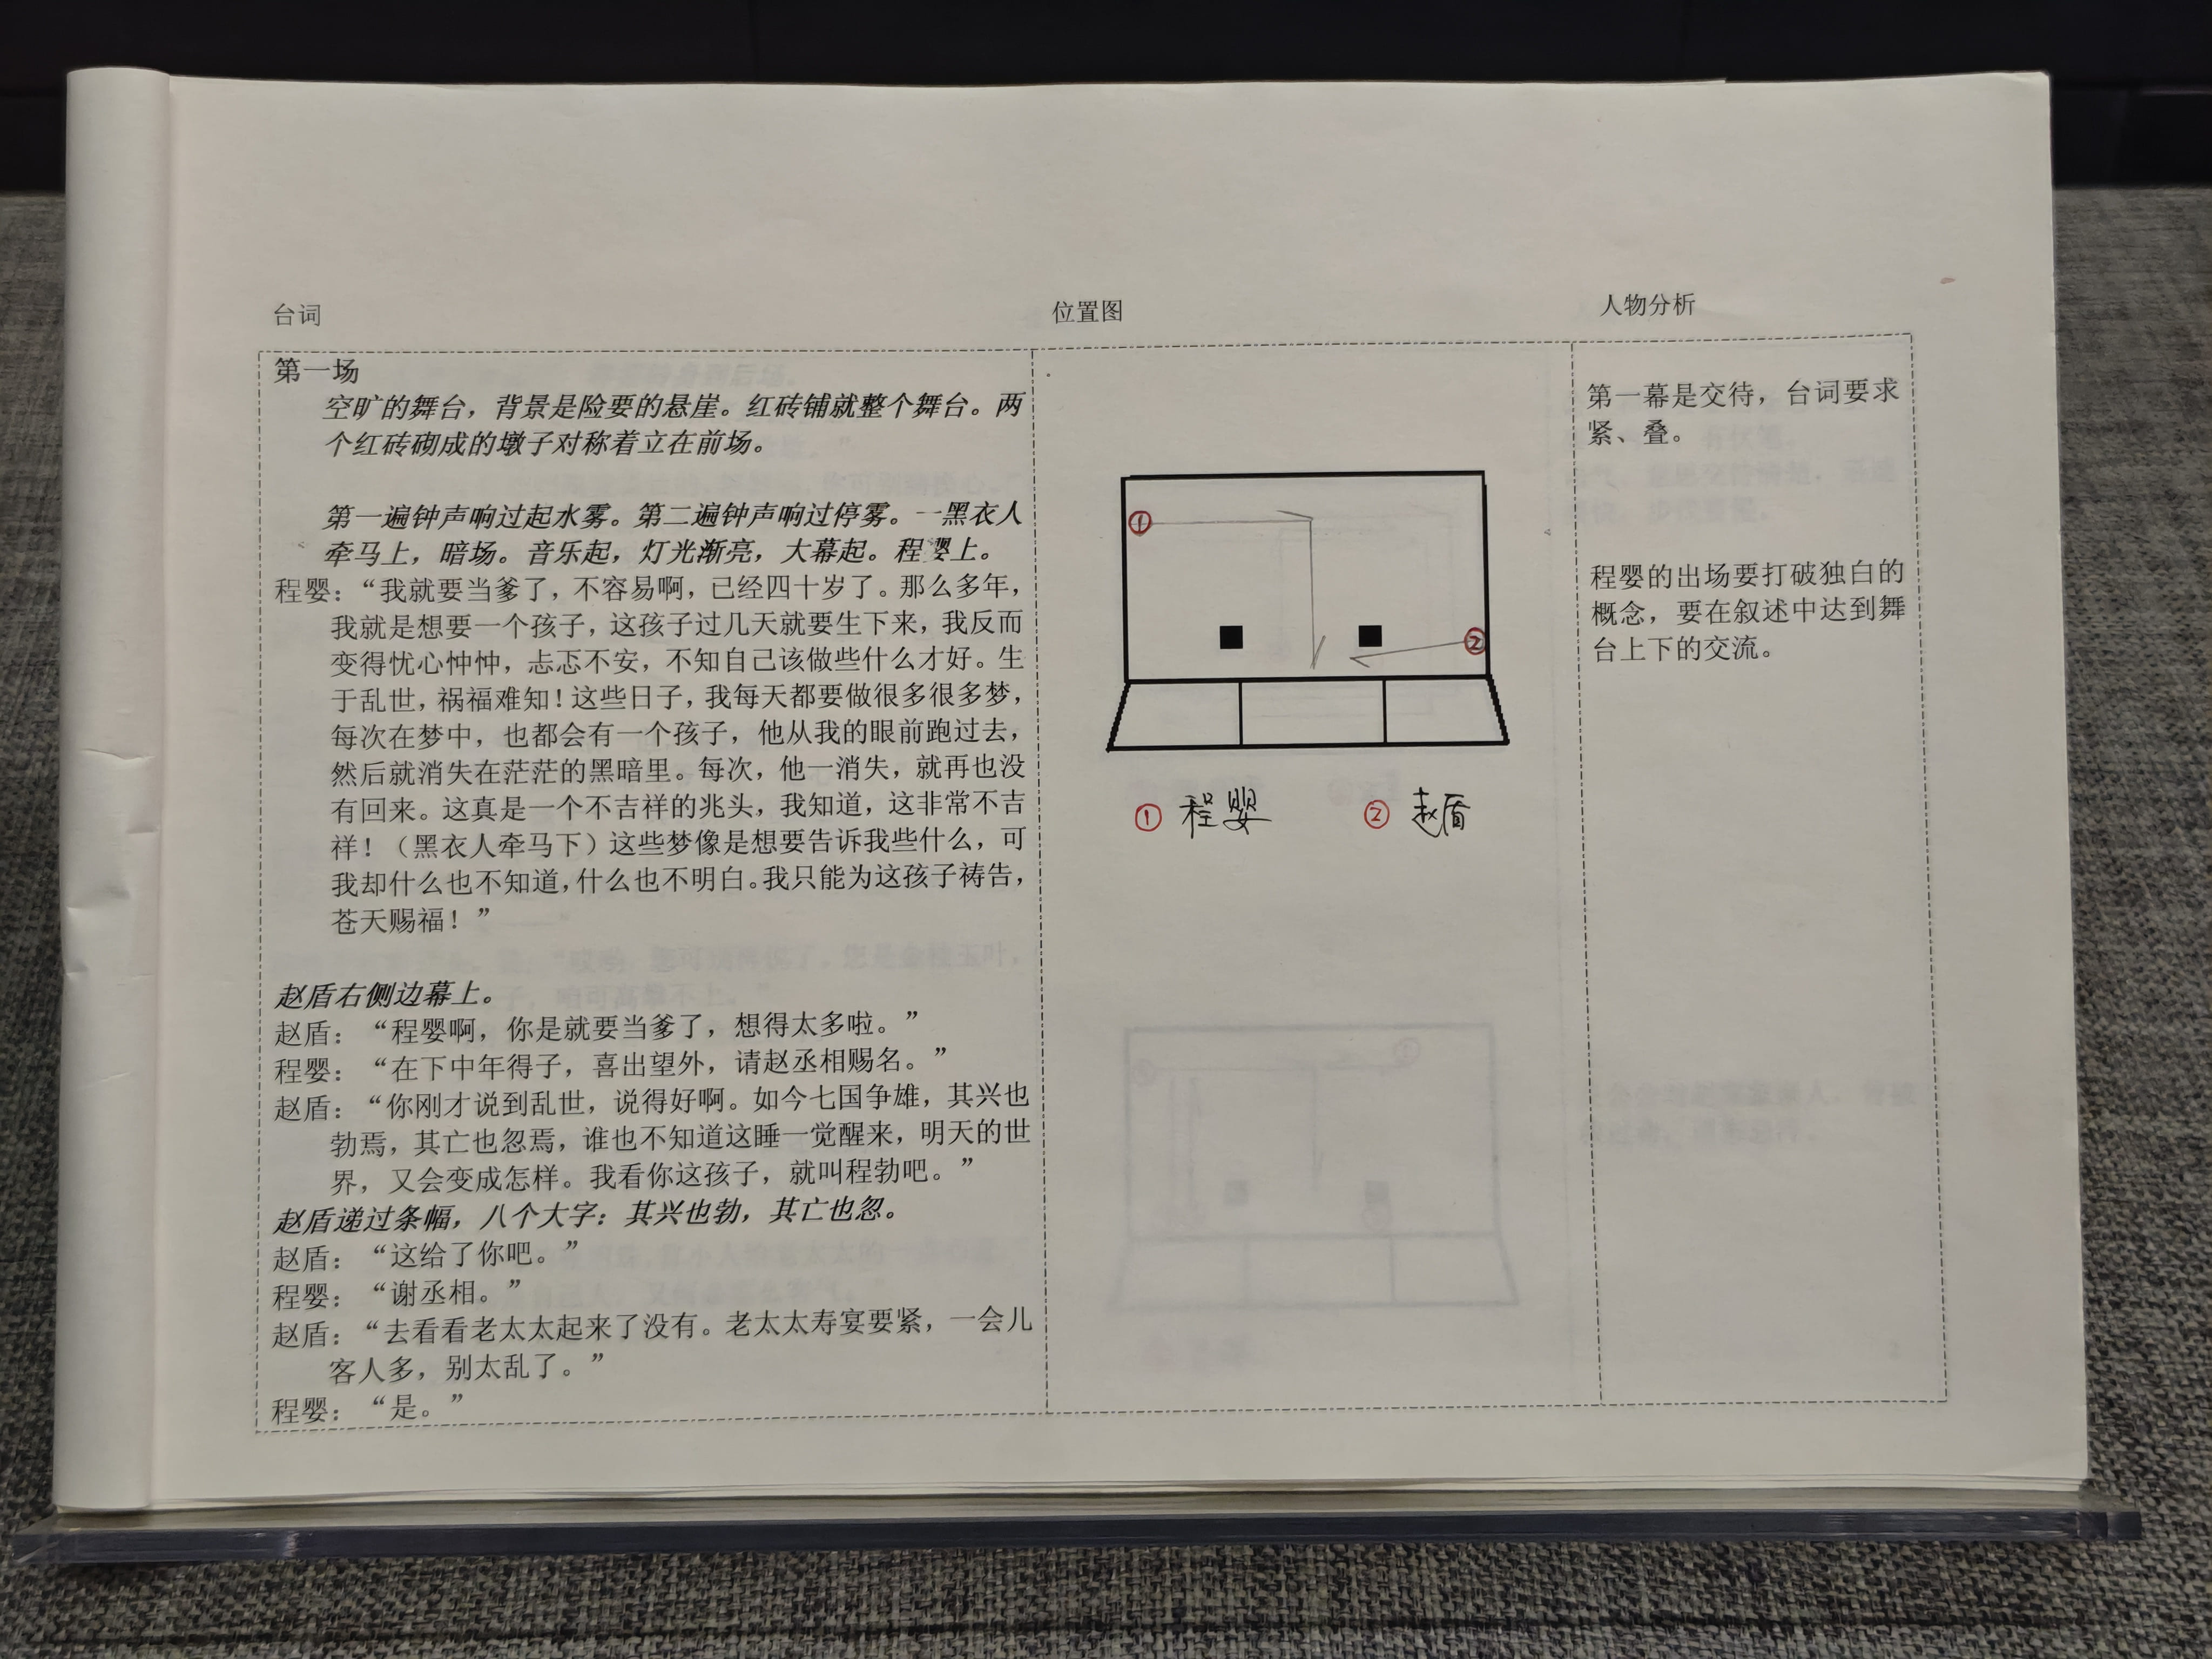 台词
位置图
人物分析
第一场
空旷的舞台，背景是险要的悬崖。红砖铺就整个舞台。两
个红砖砌成的墩子对称着立在前场。
第一遍钟声响过起水雾。第二遍钟声响过停雾。一黑衣人
牵马上，暗场。音乐起，灯光渐亮，大幕起。程婴上。
程婴：“我就要当爹了，不容易啊，已经四十岁了。那么多年，
我就是想要一个孩子，这孩子过几天就要生下来，我反而
变得忧心忡忡，忐忑不安，不知自己该做些什么才好。生
于乱世，祸福难知！这些日子，我每天都要做很多很多梦，
每次在梦中，也都会有一个孩子，他从我的眼前跑过去，
然后就消失在茫茫的黑暗里。每次，他一消失，就再也没
有回来。这真是一个不吉祥的兆头，我知道，这非常不吉
祥！（黑衣人牵马下）这些梦像是想要告诉我些什么，可
我却什么也不知道，什么也不明白。我只能为这孩子祷告，
苍天赐福！”
赵盾右侧边幕上。
赵盾：“程婴啊，你是就要当爹了，想得太多啦。”
程婴：“在下中年得子，喜出望外，请赵丞相赐名。”
赵盾：“你刚才说到乱世，说得好啊。如今七国争雄，其兴也
勃焉，其亡也忽焉，谁也不知道这睡一觉醒来，明天的世
界，又会变成怎样。我看你这孩子，就叫程勃吧。”
赵盾递过条幅，八个大字：其兴也勃，其亡也忽。
赵盾：“这给了你吧。”
程婴：“谢丞相。”
赵盾：“去看看老太太起来了没有。老太太寿宴要紧，一会儿
客人多，别太乱了。”
程婴：“是。”
①
②
① 程婴 ② 赵盾
第一幕是交待，台词要求
紧、叠。
程婴的出场要打破独白的
概念，要在叙述中达到舞
台上下的交流。